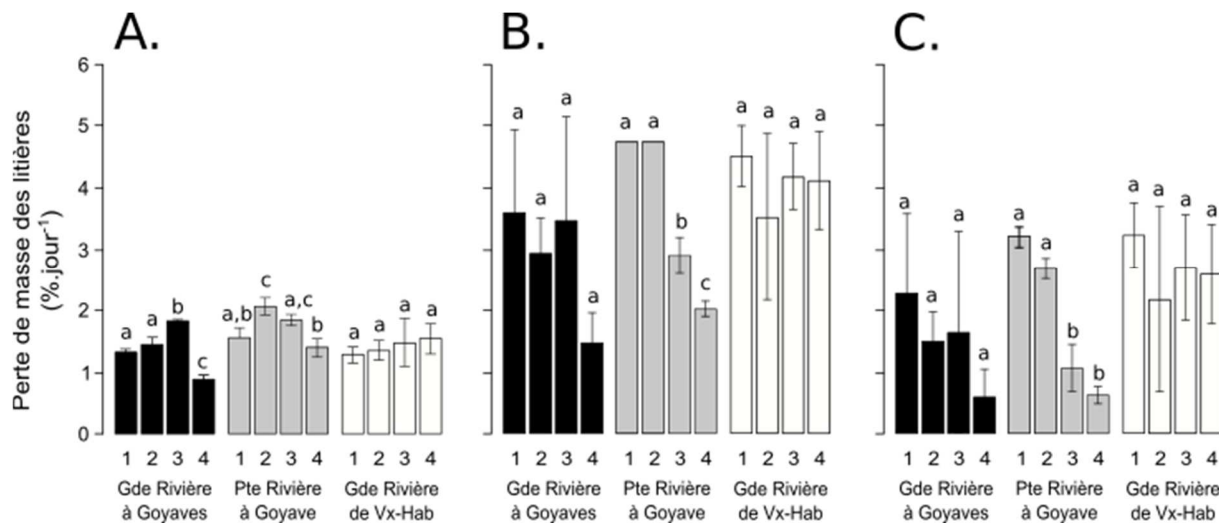 A.
B.
C.
Perte de masse des litières
(%.jour-1)
6
5
4
3
2
1
0
a a b c
a,b c a,c b
a a a a
a a a a
a a b c
a a a a
a a a a
a a b b
a a a a
1 2 3 4 1 2 3 4 1 2 3 4
1 2 3 4 1 2 3 4 1 2 3 4
1 2 3 4 1 2 3 4 1 2 3 4
Gde Rivière Pte Rivière Gde Rivière
à Goyaves à Goyave de Vx-Hab
Gde Rivière Pte Rivière Gde Rivière
à Goyaves à Goyave de Vx-Hab
Gde Rivière Pte Rivière Gde Rivière
à Goyaves à Goyave de Vx-Hab